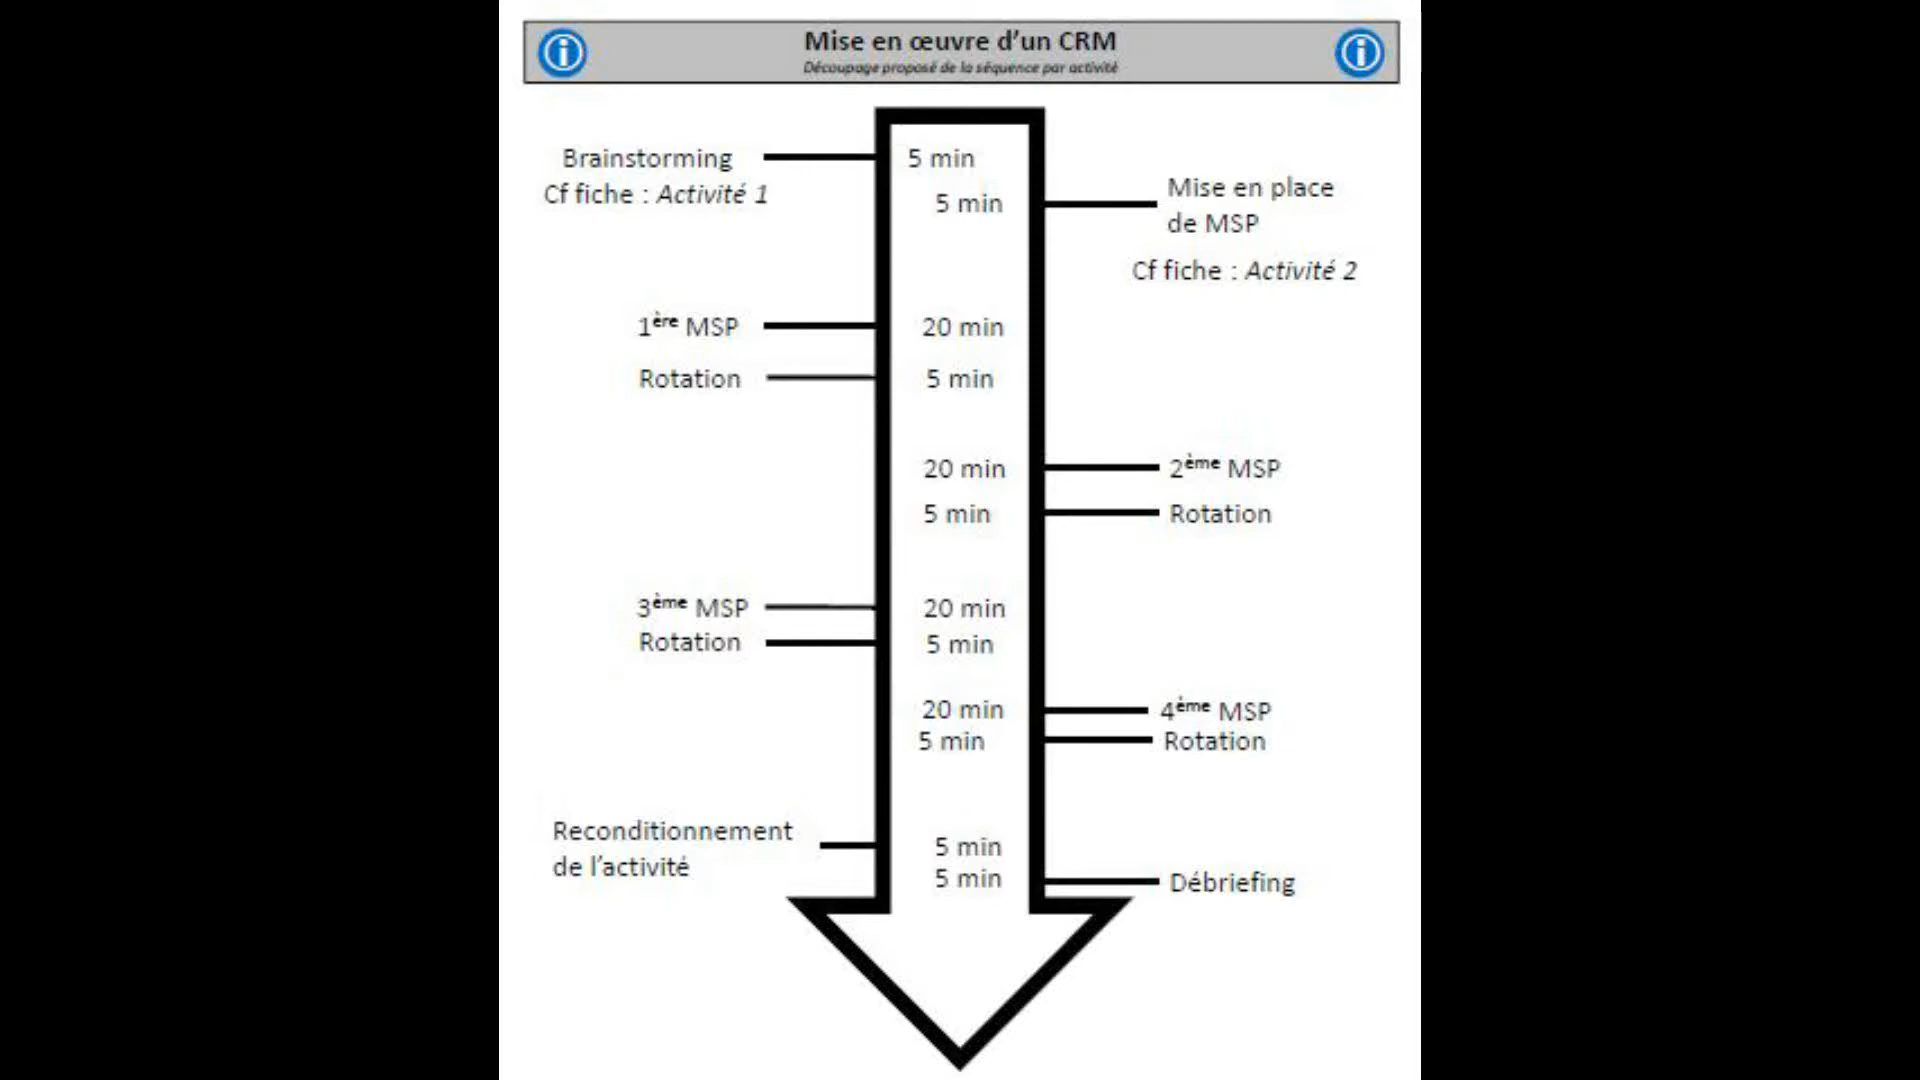 Mise en œuvre d’un CRM
Découpage proposé de la séquence par activité
Brainstorming
Cf fiche : Activité 1
5 min
5 min
Mise en place
de MSP
Cf fiche : Activité 2
1ère MSP
20 min
Rotation
5 min
20 min
2ème MSP
5 min
Rotation
3ème MSP
20 min
Rotation
5 min
20 min
4ème MSP
5 min
Rotation
Reconditionnement
de l’activité
5 min
5 min
Débriefing